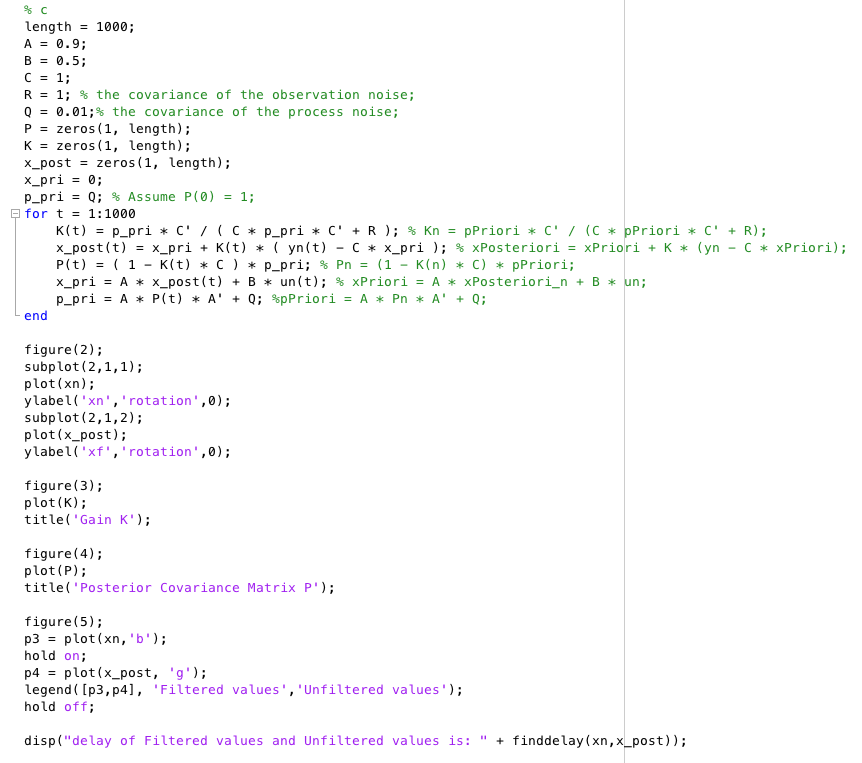 % c
length = 1000;
A = 0.9;
B = 0.5;
C = 1;
R = 1; % the covariance of the observation noise;
Q = 0.01;% the covariance of the process noise;
P = zeros(1, length);
K = zeros(1, length);
x_post = zeros(1, length);
x_pri = 0;
p_pri = Q; % Assume P(0) = 1;
for t = 1:1000
    K(t) = p_pri * C' / ( C * p_pri * C' + R ); % Kn = pPriori * C' / (C * pPriori * C' + R);
    x_post(t) = x_pri + K(t) * ( yn(t) - C * x_pri ); % xPosteriori = xPriori + K * (yn - C * xPriori);
    P(t) = ( 1 - K(t) * C ) * p_pri; % Pn = (1 - K(n) * C) * pPriori;
    x_pri = A * x_post(t) + B * un(t); % xPriori = A * xPosteriori_n + B * un;
    p_pri = A * P(t) * A' + Q; %pPriori = A * Pn * A' + Q;
end
figure(2);
subplot(2,1,1);
plot(xn);
ylabel('xn','rotation',0);
subplot(2,1,2);
plot(x_post);
ylabel('xf','rotation',0);
figure(3);
plot(K);
title('Gain K');
figure(4);
plot(P);
title('Posterior Covariance Matrix P');
figure(5);
p3 = plot(xn,'b');
hold on;
p4 = plot(x_post, 'g');
legend([p3,p4], 'Filtered values','Unfiltered values');
hold off;
disp("delay of Filtered values and Unfiltered values is: " + finddelay(xn,x_post));